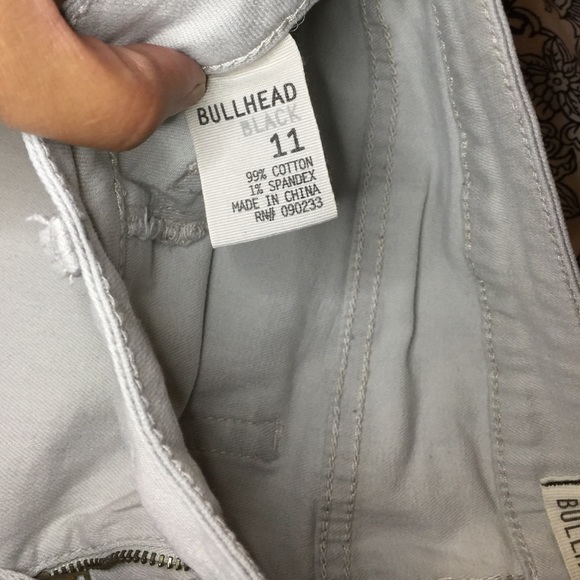 BULLHEAD
BLACK
11
99% COTTON
1% SPANDEX
MADE IN CHINA
RN# 090233
BULL